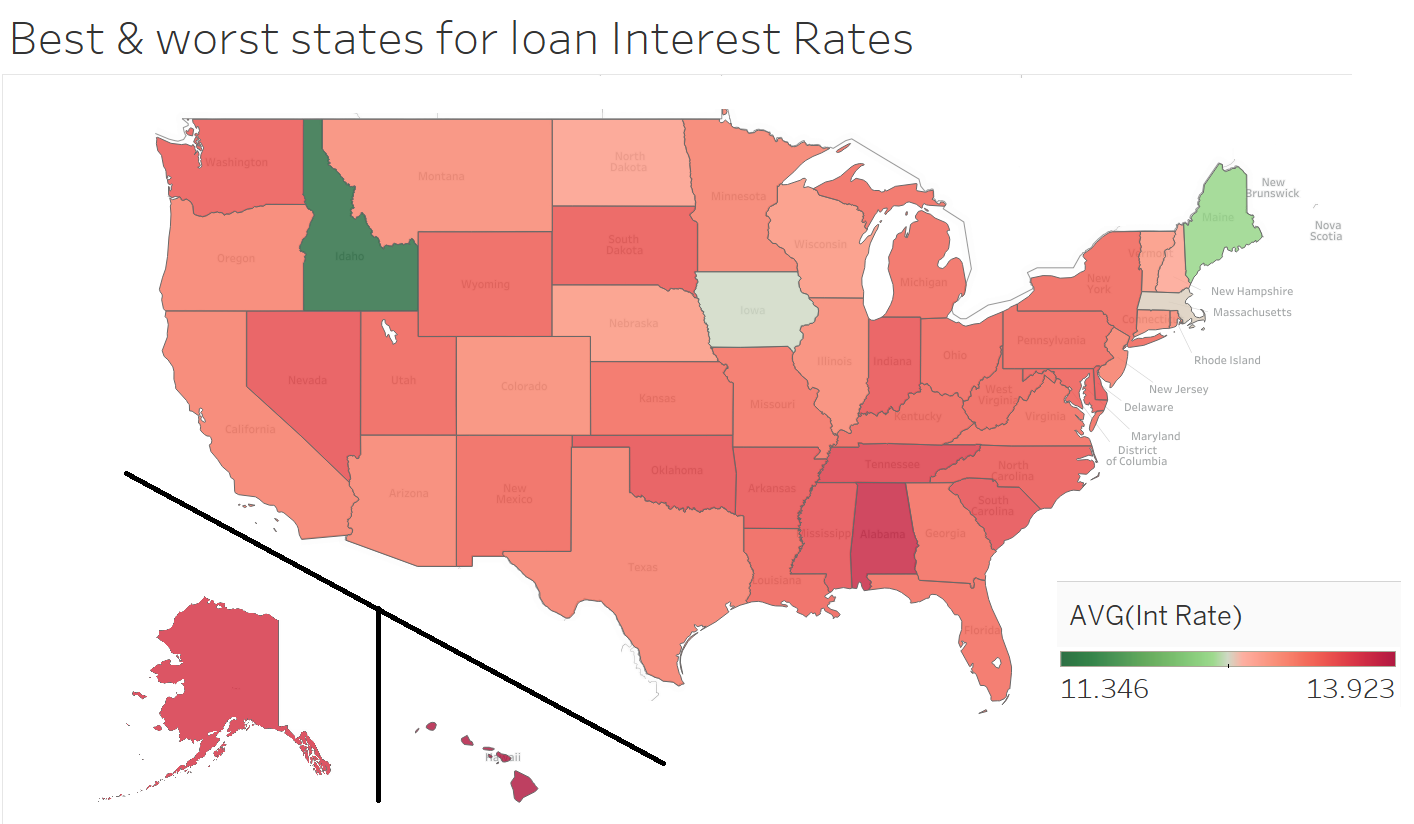 Best & worst states for loan Interest Rates
Washington
Montana
North
Dakota
Minnesota
Maine
New
Brunswick
Nova
Scotia
Oregon
Idaho
South
Dakota
Wisconsin
Vermont
Wyoming
Michigan
New
York
New Hampshire
Iowa
Massachusetts
Nebraska
Connecticut
Pennsylvania
Ohio
Rhode Island
Nevada
Utah
Colorado
Illinois
Indiana
New Jersey
Kansas
Missouri
West
Virginia
Delaware
Kentucky
Virginia
California
Maryland
District
of Columbia
Tennessee
Oklahoma
North
Carolina
Arizona
New
Mexico
Arkansas
South
Carolina
Mississippi
Alabama
Georgia
Texas
Louisiana
Florida
Hawaii
AVG(Int Rate)
11.346
13.923